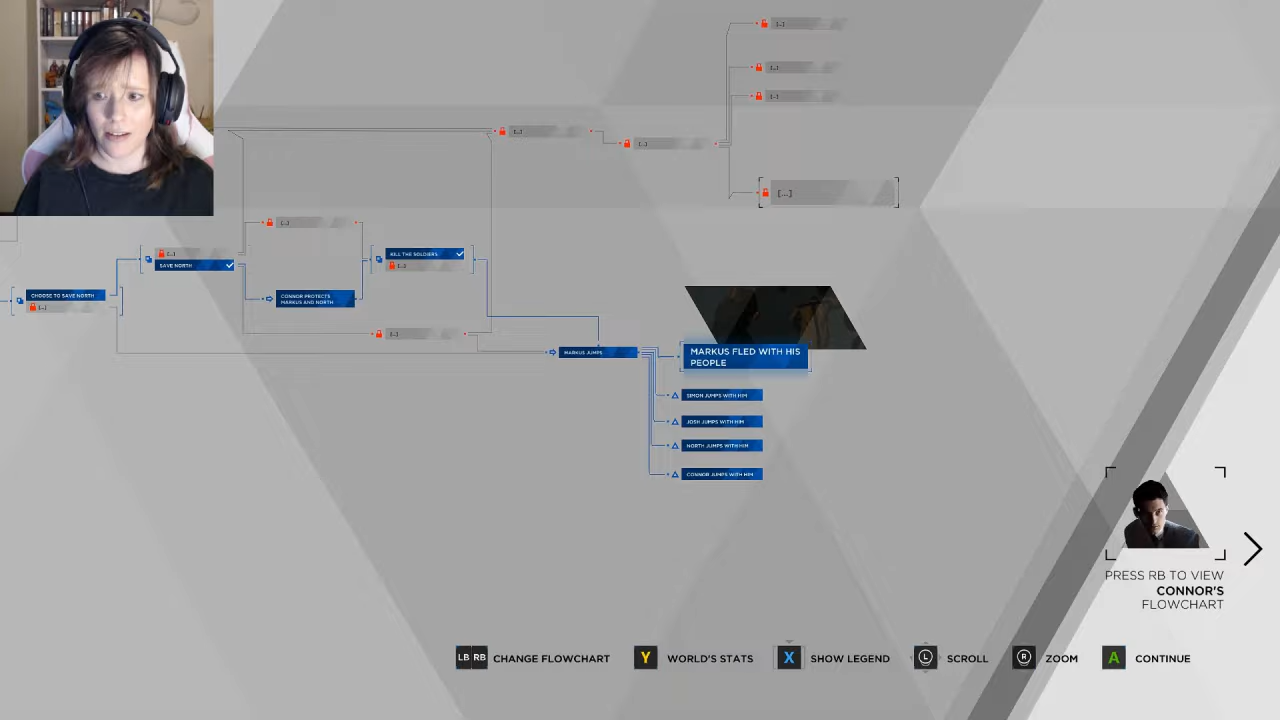 [...]
[...]
[...]
[...]
[...]
[...]
[...]
[...]
SAVE NORTH
KILL THE SOLDIERS
[...]
CHOOSE TO SAVE NORTH
[...]
CONNOR PROTECTS
MARKUS AND NORTH
[...]
MARKUS JUMPS
MARKUS FLED WITH HIS
PEOPLE
SIMON JUMPS WITH HIM
JOSH JUMPS WITH HIM
NORTH JUMPS WITH HIM
CONNOR JUMPS WITH HIM
PRESS RB TO VIEW
CONNOR'S
FLOWCHART
LB RB CHANGE FLOWCHART Y WORLD'S STATS X SHOW LEGEND L SCROLL R ZOOM A CONTINUE